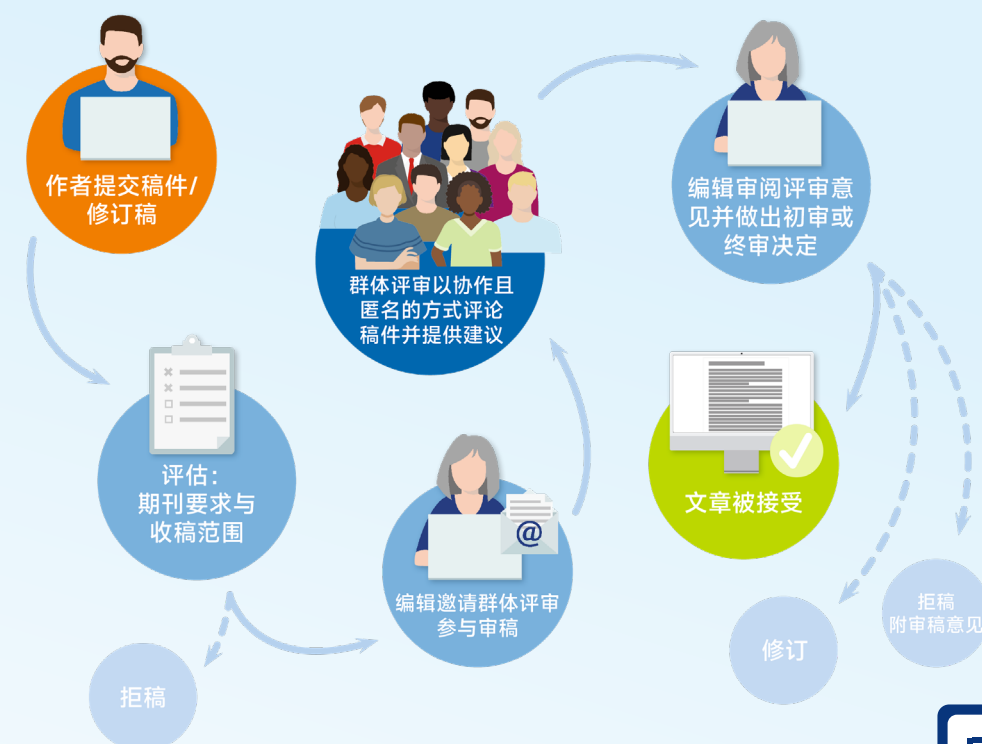 作者提交稿件/
修订稿
评估：
期刊要求与
收稿范围
拒稿
@
编辑邀请群体评审
参与审稿
群体评审以协作且
匿名的方式评论
稿件并提供建议
编辑审阅评审意
见并做出初审或
终审决定
文章被接受
修订
拒稿
附审稿意见